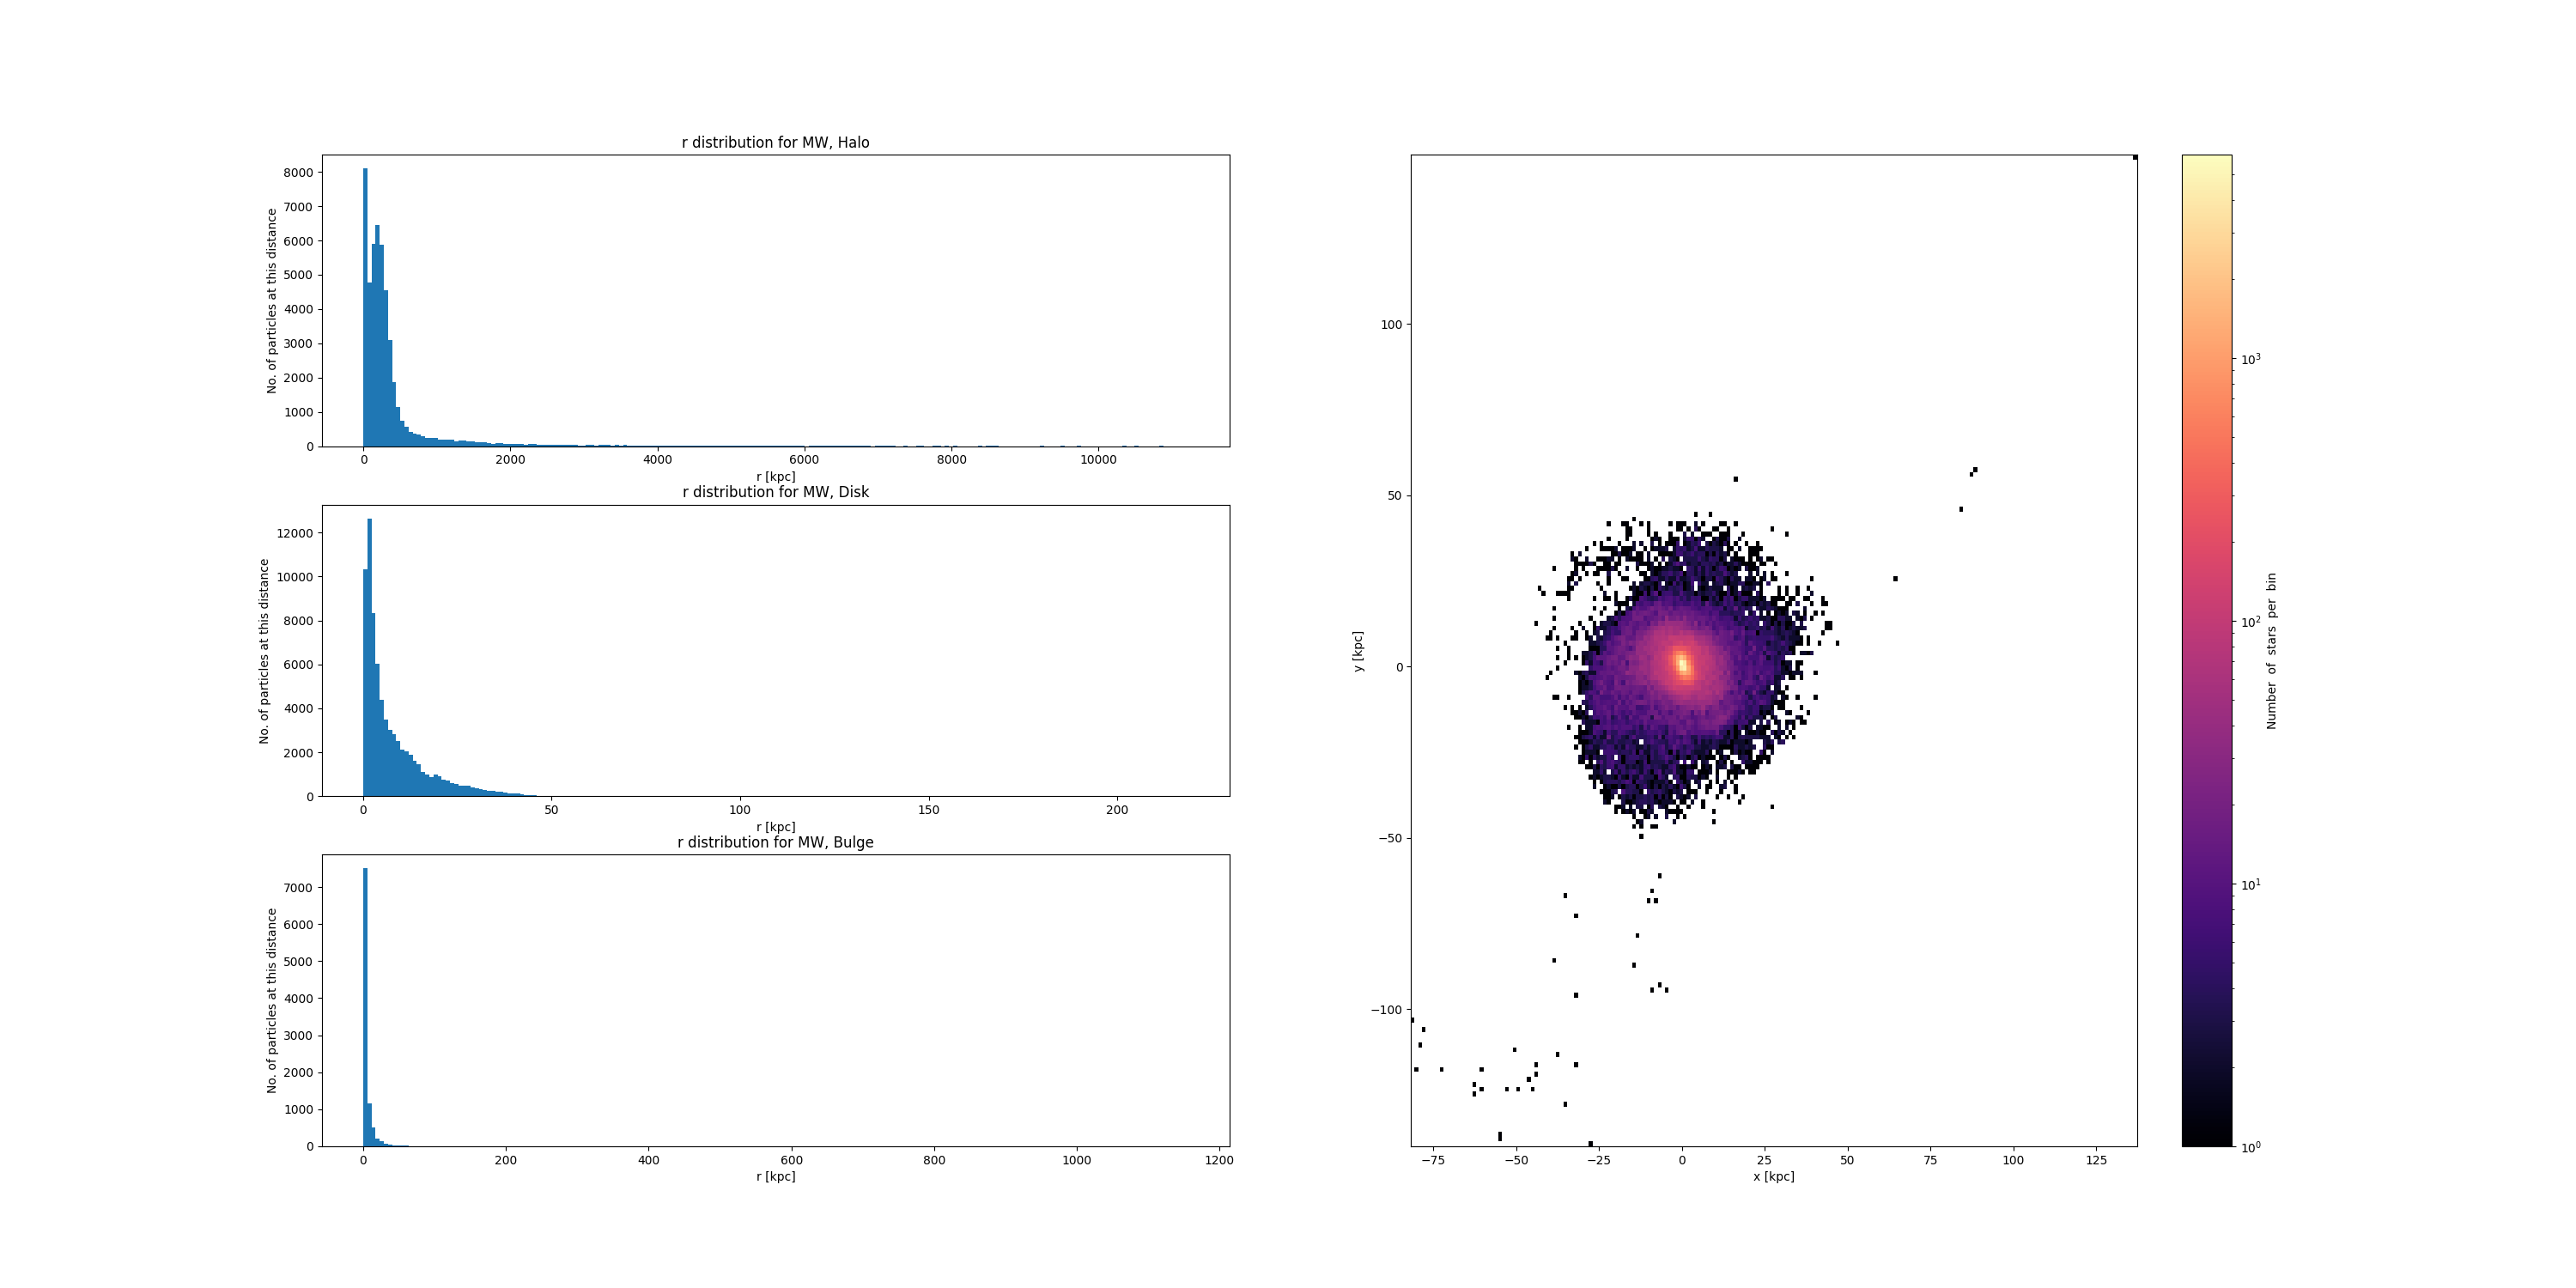 r distribution for MW, Halo
No. of particles at this distance
8000
7000
6000
5000
4000
3000
2000
1000
0
0 2000 4000 6000 8000 10000
r [kpc]
r distribution for MW, Disk
No. of particles at this distance
12000
10000
8000
6000
4000
2000
0
0 50 100 150 200
r [kpc]
r distribution for MW, Bulge
No. of particles at this distance
7000
6000
5000
4000
3000
2000
1000
0
0 200 400 600 800 1000 1200
r [kpc]
y [kpc]
100
50
0
−50
−100
−75 −50 −25 0 25 50 75 100 125
x [kpc]
10³
10²
10¹
10⁰
Number of stars per bin